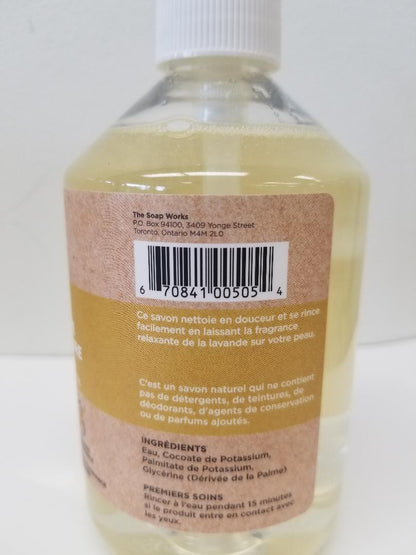 The Soap Works
P.O. Box 94100, 3409 Yonge Street
Toronto, Ontario M4M 2L0
6 70841 00505 4
Ce savon nettoie en douceur et se rince
facilement en laissant la fragrance
relaxante de la lavande sur votre peau.
C'est un savon naturel qui ne contient
pas de détergents, de teintures, de
déodorants, d'agents de conservation
ou de parfums ajoutés.
INGRÉDIENTS
Eau, Cocoate de Potassium,
Palmitate de Potassium,
Glycérine (Dérivée de la Palme)
PREMIERS SOINS
Rincer à l'eau pendant 15 minutes
si le produit entre en contact avec
les yeux.